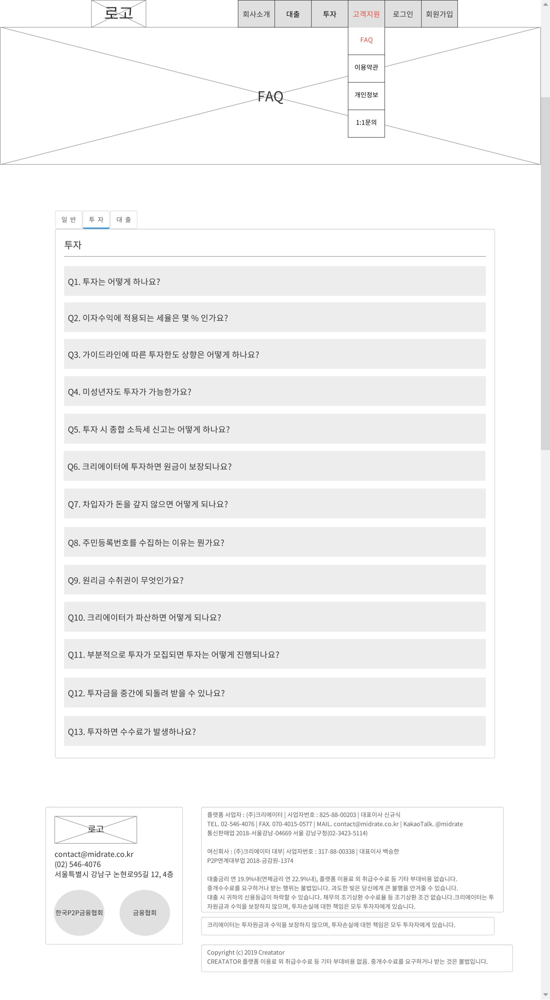 로고
회사소개 대출 투자 고객지원 로그인 회원가입
FAQ
이용약관
개인정보
1:1문의
FAQ
일 반 투 자 대 출
투자
Q1. 투자는 어떻게 하나요?
Q2. 이자수익에 적용되는 세율은 몇 % 인가요?
Q3. 가이드라인에 따른 투자한도 상향은 어떻게 하나요?
Q4. 미성년자도 투자가 가능한가요?
Q5. 투자 시 종합 소득세 신고는 어떻게 하나요?
Q6. 크리에이터에 투자하면 원금이 보장되나요?
Q7. 차입자가 돈을 갚지 않으면 어떻게 되나요?
Q8. 주민등록번호를 수집하는 이유는 뭔가요?
Q9. 원리금 수취권이 무엇인가요?
Q10. 크리에이터가 파산하면 어떻게 되나요?
Q11. 부분적으로 투자가 모집되면 투자는 어떻게 진행되나요?
Q12. 투자금을 중간에 되돌려 받을 수 있나요?
Q13. 투자하면 수수료가 발생하나요?
로고
contact@midrate.co.kr
(02) 546-4076
서울특별시 강남구 논현로95길 12, 4층
한국P2P금융협회 금융협회
플랫폼 사업자 : (주)크리에이터 | 사업자번호 : 825-88-00203 | 대표이사 신규식
TEL. 02-546-4076 | FAX. 070-4015-0577 | MAIL. contact@midrate.co.kr | KakaoTalk. @midrate
통신판매업 2018-서울강남-04669 서울 강남구청(02-3423-5114)
여신회사 : (주)크리에이터 대부| 사업자번호 : 317-88-00338 | 대표이사 백승한
P2P연계대부업 2018-금감원-1374
대출금리 연 19.9%내(연체금리 연 22.9%내), 플랫폼 이용료 외 취급수수료 등 기타 부대비용 없습니다.
중개수수료를 요구하거나 받는 행위는 불법입니다. 과도한 빚은 당신에게 큰 불행을 안겨줄 수 있습니다.
대출 시 귀하의 신용등급이 하락할 수 있습니다. 채무의 조기상환 수수료율 등 조기상환 조건 없습니다.크리에이터는 투
자원금과 수익을 보장하지 않으며, 투자손실에 대한 책임은 모두 투자자에게 있습니다.
크리에이터는 투자원금과 수익을 보장하지 않으며, 투자손실에 대한 책임은 모두 투자자에게 있습니다.
Copyright (c) 2019 Creatator
CREATATOR 플랫폼 이용료 외 취급수수료 등 기타 부대비용 없음. 중개수수료를 요구하거나 받는 것은 불법입니다.